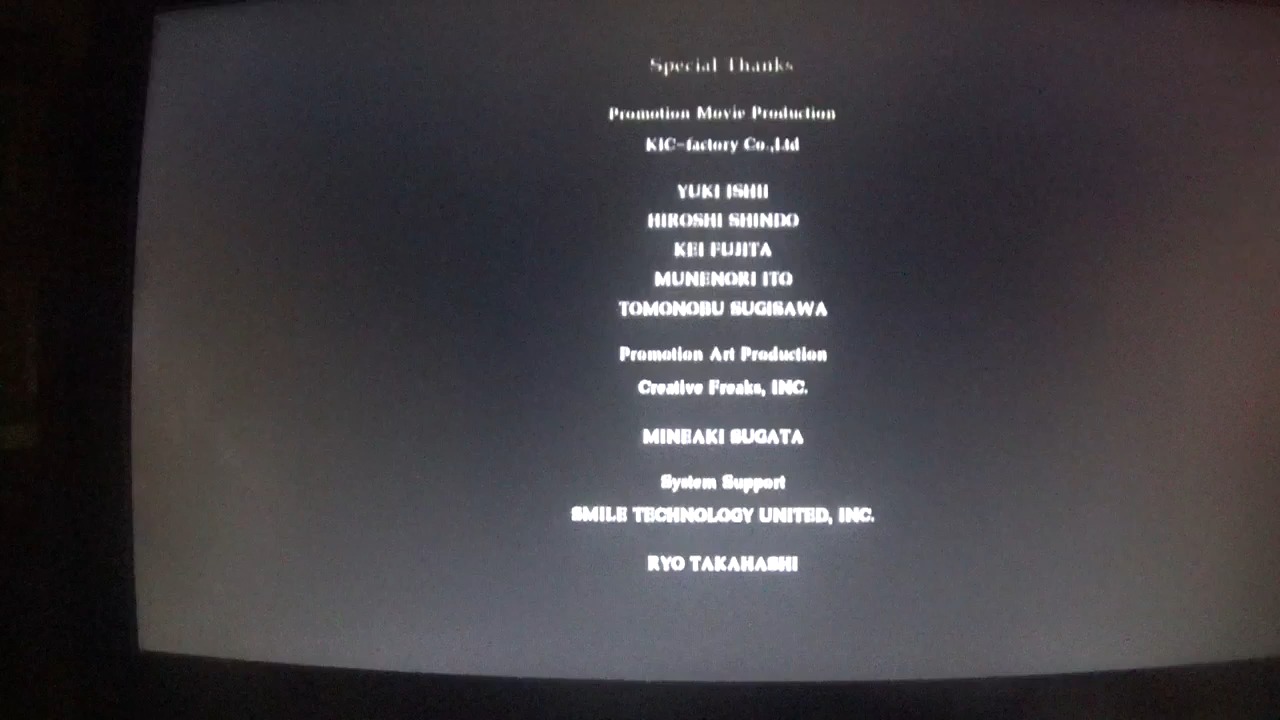 Special Thanks
Promotion Movie Production
KIC-factory Co.,Ltd
YUKI ISHII
HIROSHI SHINDO
KEI FUJITA
MUNENORI ITO
TOMONOBU SUGISAWA
Promotion Art Production
Creative Freaks, INC.
MINEAKI SUGATA
System Support
SMILE TECHNOLOGY UNITED, INC.
RYO TAKAHASHI